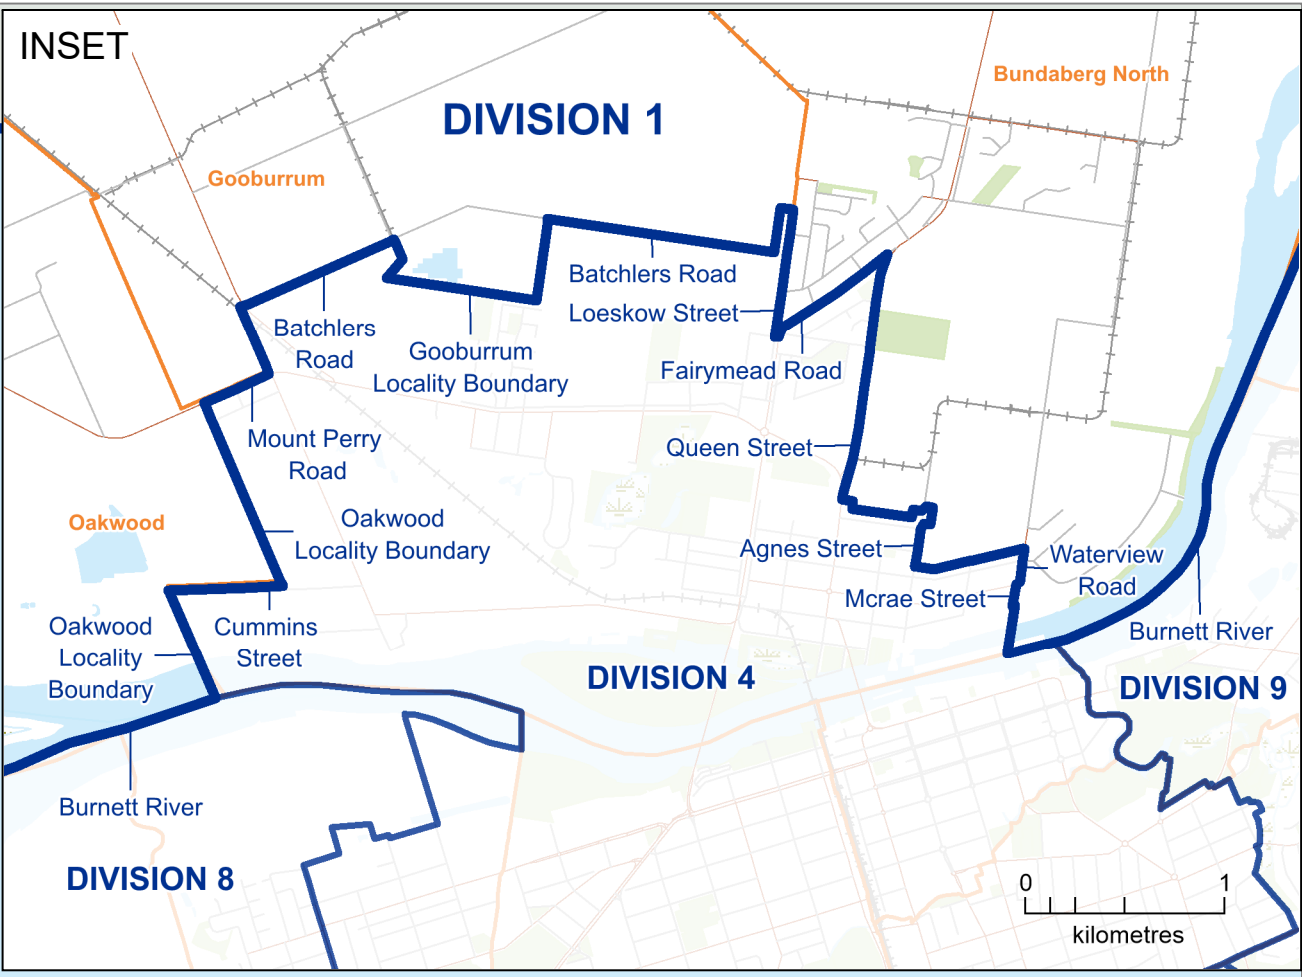 INSET
Bundaberg North
DIVISION 1
Gooburrum
Batchlers Road
Loeskow Street
Batchlers
Road
Gooburrum
Locality Boundary
Fairymead Road
Mount Perry
Road
Queen Street
Oakwood
Oakwood
Locality Boundary
Agnes Street
Waterview
Road
Mcrae Street
Oakwood
Locality
Boundary
Cummins
Street
Burnett River
DIVISION 4
DIVISION 9
Burnett River
DIVISION 8
0 1
kilometres